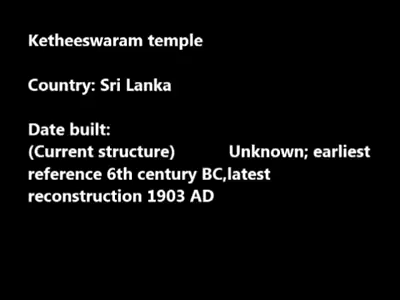 Ketheeswaram temple
Country: Sri Lanka
Date built:
(Current structure) Unknown; earliest
reference 6th century BC,latest
reconstruction 1903 AD